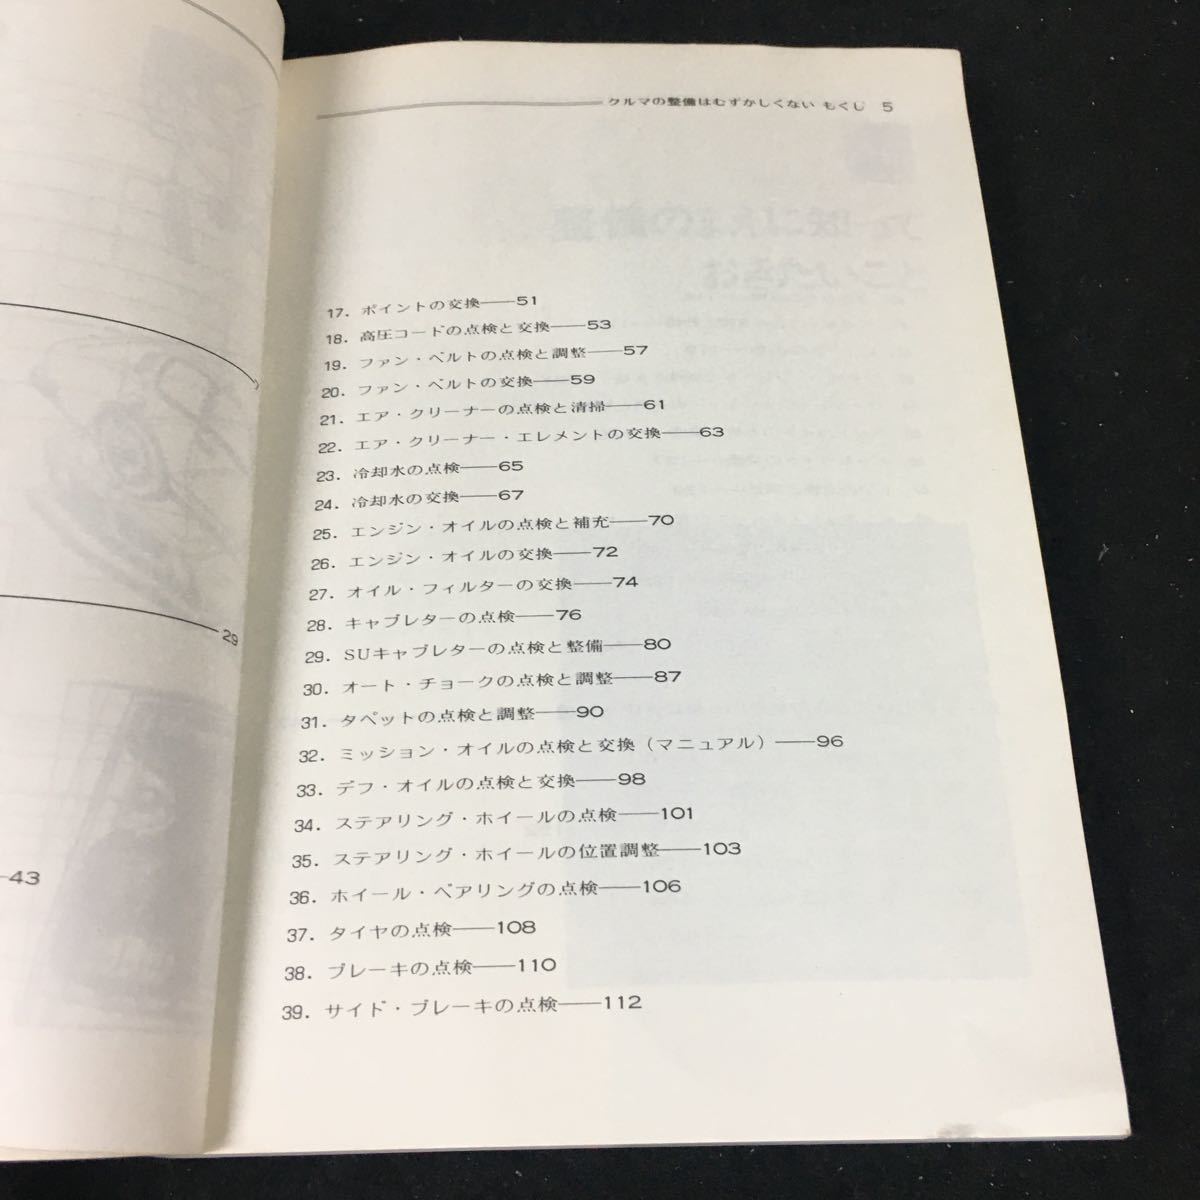 29
—43
クルマの整備はむずかしくない もくじ 5
17. ポイントの交換——51
18. 高圧コードの点検と交換——53
19. ファン・ベルトの点検と調整——57
20. ファン・ベルトの交換——59
21. エア・クリーナーの点検と清掃——61
22. エア・クリーナー・エレメントの交換——63
23. 冷却水の点検——65
24. 冷却水の交換——67
25. エンジン・オイルの点検と補充——70
26. エンジン・オイルの交換——72
27. オイル・フィルターの交換——74
28. キャブレターの点検——76
29. SUキャブレターの点検と整備——80
30. オート・チョークの点検と調整——87
31. タペットの点検と調整——90
32. ミッション・オイルの点検と交換（マニュアル）——96
33. デフ・オイルの点検と交換——98
34. ステアリング・ホイールの点検——101
35. ステアリング・ホイールの位置調整——103
36. ホイール・ベアリングの点検——106
37. タイヤの点検——108
38. ブレーキの点検——110
39. サイド・ブレーキの点検——112